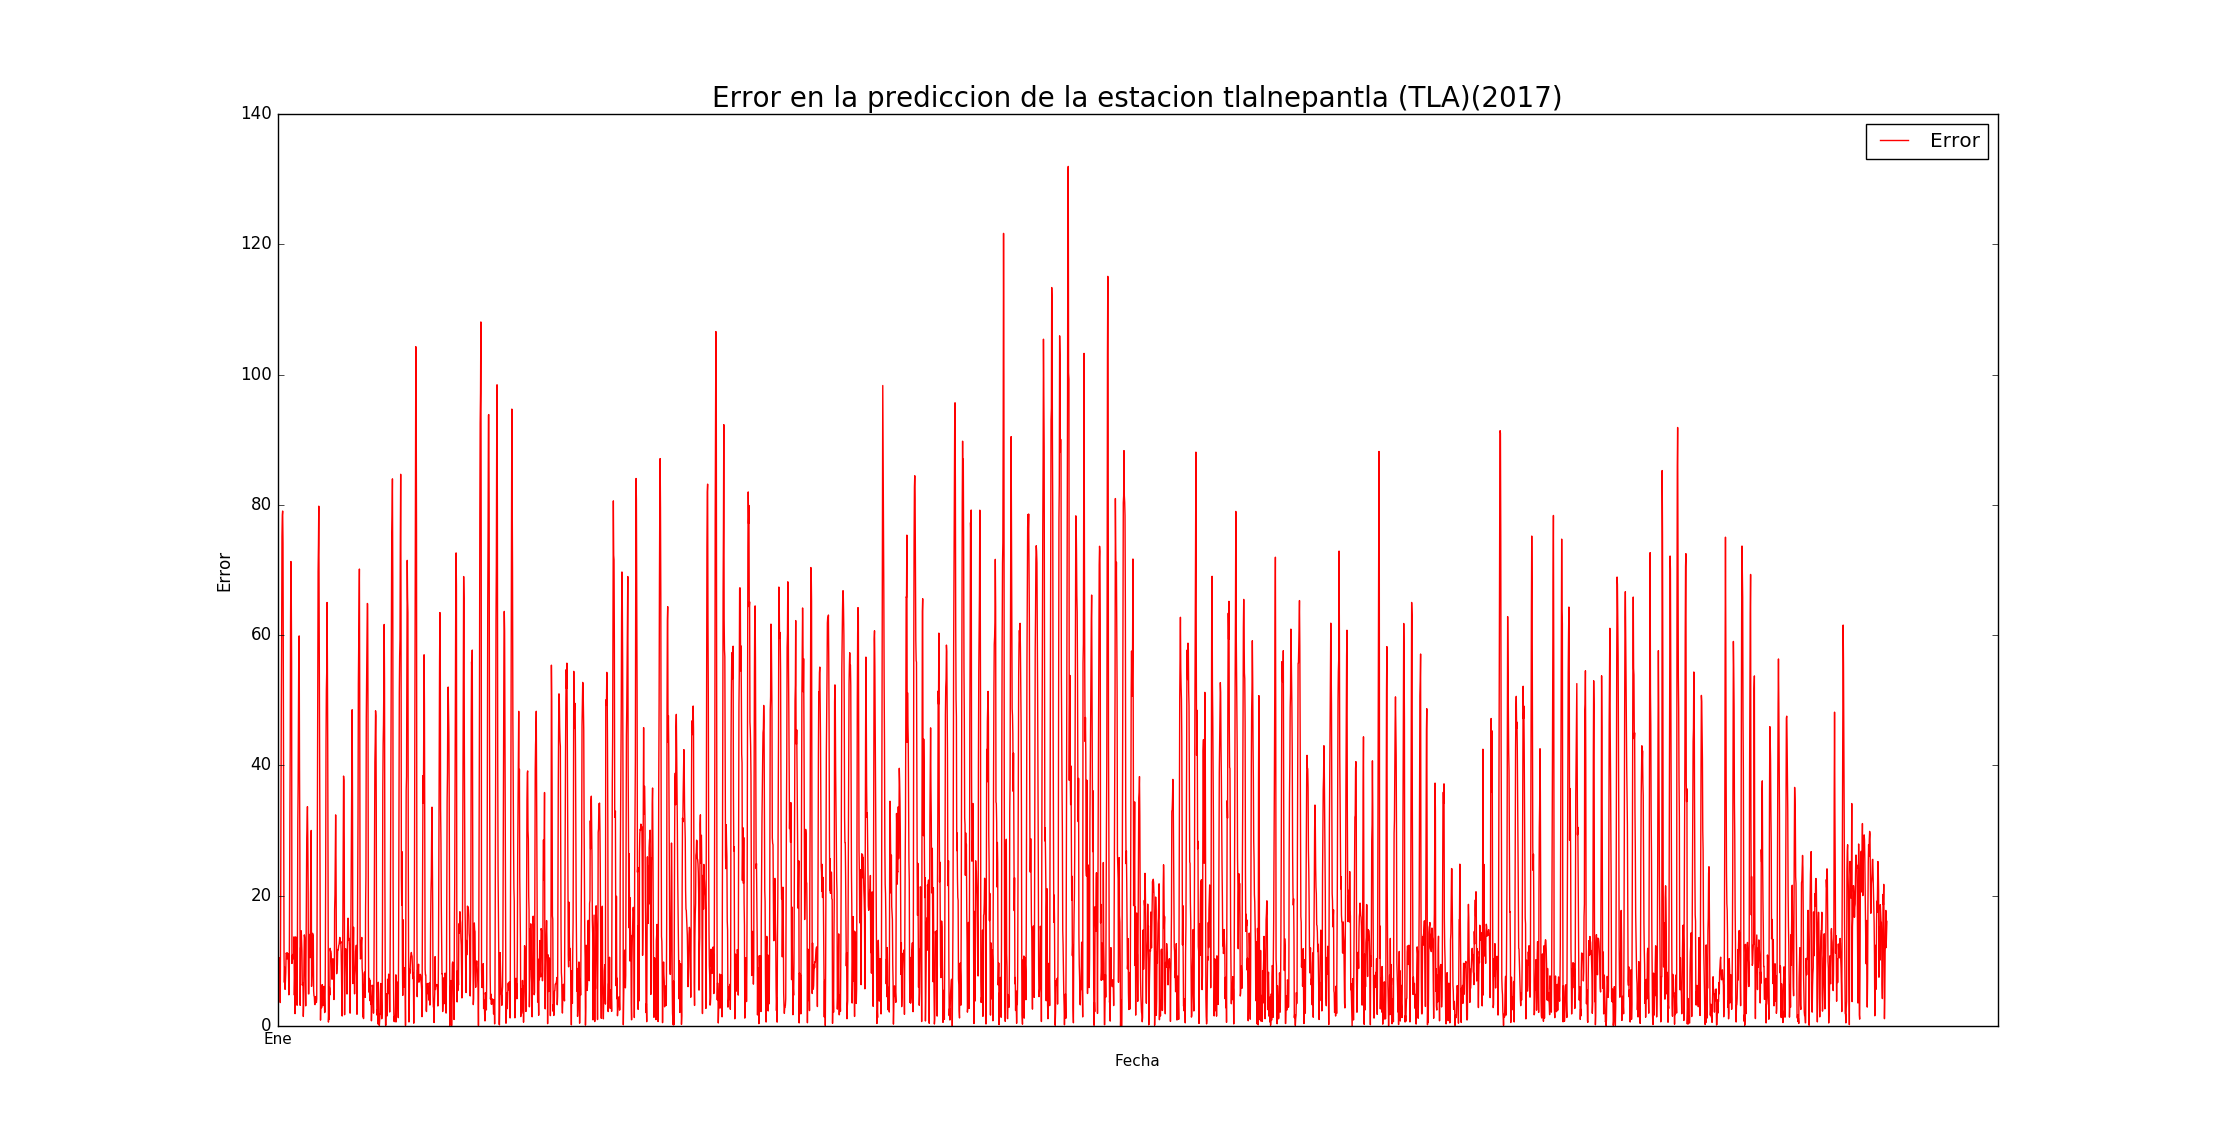 Error en la prediccion de la estacion tlalnepantla (TLA)(2017)
140
Error
120
100
80
Error
60
40
20
0
Ene
Fecha